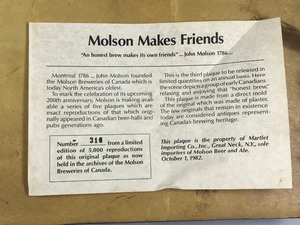 Molson Makes Friends
"An honest brew makes its own friends" .. John Molson 1786—
Montreal 1786 ... John Molson founded
the Molson Breweries of Canada which is
today North America's oldest.
To mark the celebration of its upcoming
200th anniversary, Molson is making avail-
able a series of five plaques which are
exact reproductions of that which orig-
inally appeared in Canadian beer-halls and
pubs generations ago.
Number 316 from a limited
edition of 5,000 reproductions
of this original plaque as now
held in the archives of the Molson
Breweries of Canada.
This is the third plaque to be released in
limited quantities on an annual basis. Here
the scene depicts a group of early Canadians
relaxing and enjoying that "honest brew."
This plaque is made from a direct mold
of the original which was made of plaster.
The few originals that remain in existence
today are considered antiques represent-
ing Canada's brewing heritage.
This plaque is the property of Martlet
Importing Co., Inc., Great Neck, N.Y., sole
importers of Molson Beer and Ale.
October 1, 1982.